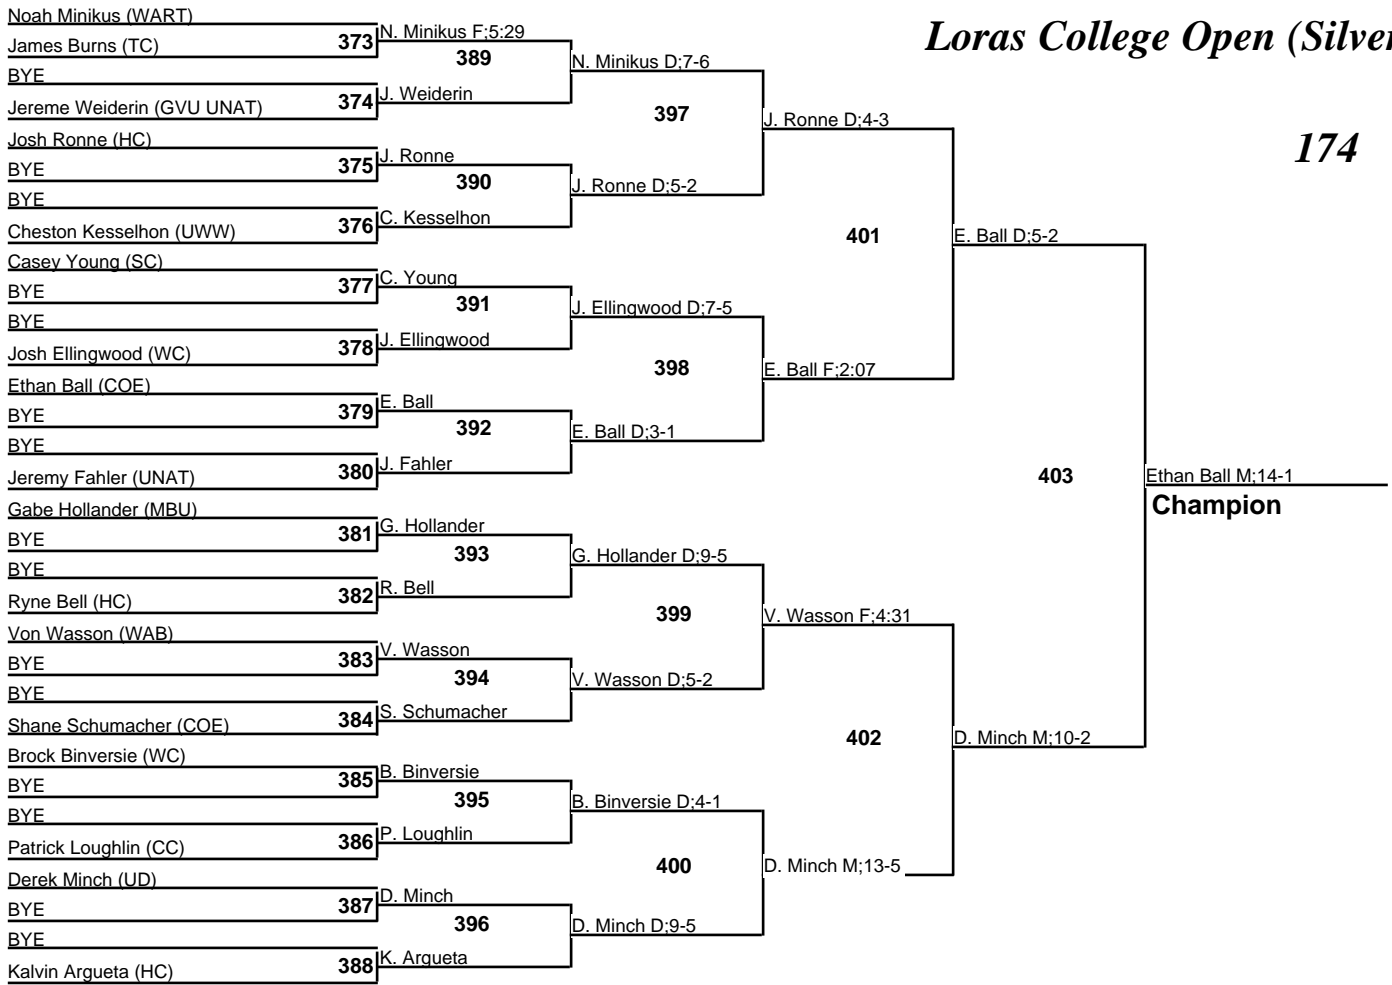 Loras College Open (Silver
174
Noah Minikus (WART)
James Burns (TC)
BYE
Jereme Weiderin (GVU UNAT)
Josh Ronne (HC)
BYE
BYE
Cheston Kesselhon (UWW)
Casey Young (SC)
BYE
BYE
Josh Ellingwood (WC)
Ethan Ball (COE)
BYE
BYE
Jeremy Fahler (UNAT)
Gabe Hollander (MBU)
BYE
BYE
Ryne Bell (HC)
Von Wasson (WAB)
BYE
BYE
Shane Schumacher (COE)
Brock Binversie (WC)
BYE
BYE
Patrick Loughlin (CC)
Derek Minch (UD)
BYE
BYE
Kalvin Argueta (HC)
373
374
375
376
377
378
379
380
381
382
383
384
385
386
387
388
N. Minikus F;5:29
389
J. Weiderin
J. Ronne
390
C. Kesselhon
C. Young
391
J. Ellingwood
E. Ball
392
J. Fahler
G. Hollander
393
R. Bell
V. Wasson
394
S. Schumacher
B. Binversie
395
P. Loughlin
D. Minch
396
K. Argueta
N. Minikus D;7-6
397
J. Ronne D;5-2
J. Ellingwood D;7-5
398
E. Ball D;3-1
G. Hollander D;9-5
399
V. Wasson D;5-2
B. Binversie D;4-1
400
D. Minch D;9-5
J. Ronne D;4-3
401
E. Ball F;2:07
V. Wasson F;4:31
402
D. Minch M;13-5
E. Ball D;5-2
403
D. Minch M;10-2
Ethan Ball M;14-1
Champion